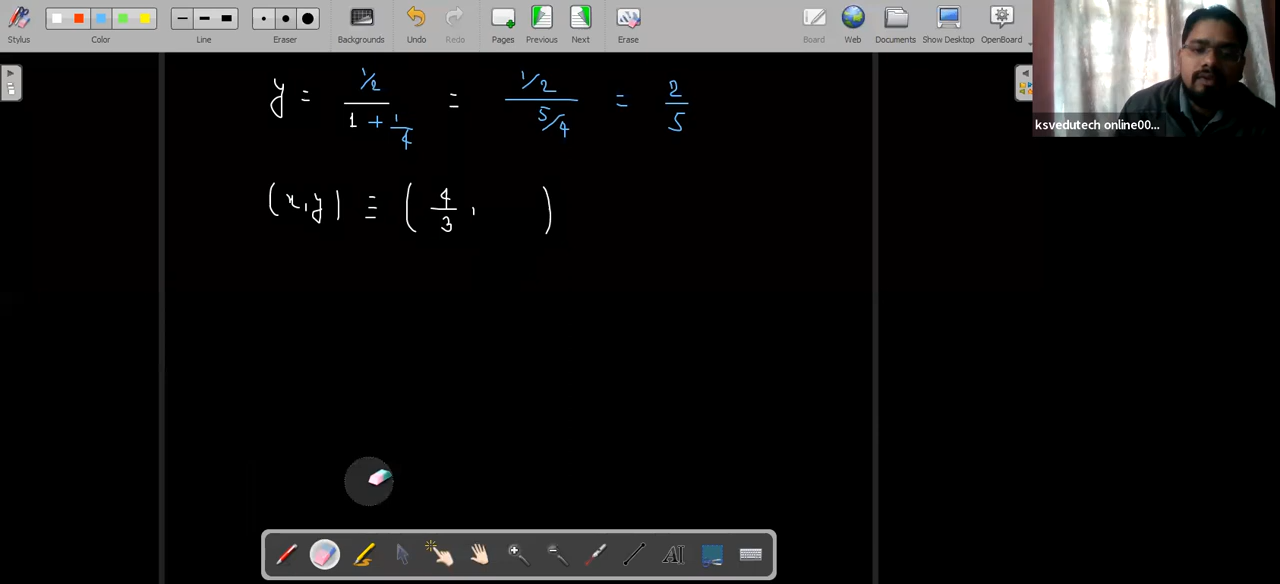 Stylus Color Line Eraser Backgrounds Undo Redo Pages Previous Next Erase Board Web Documents Show Desktop OpenBoard
y = 1/2 / 1 + 1/4 = 1/2 / 5/4 = 2/5
(x, y) ≡ ( 4/3 , )
ksvedutech online00...
AI